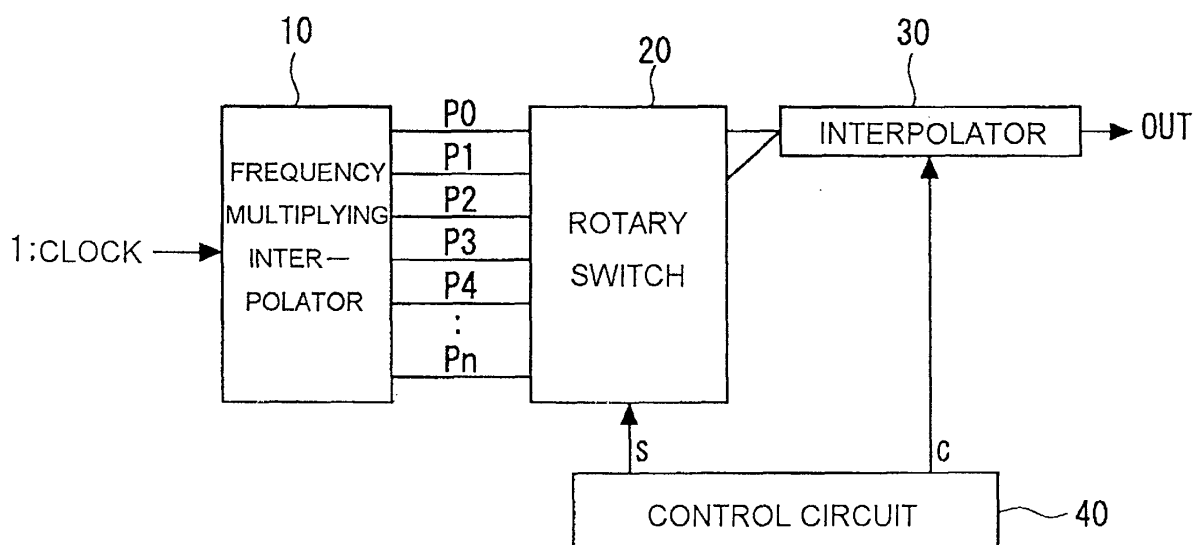 10
20
30
P0
P1
P2
P3
P4
:
Pn
1:CLOCK
FREQUENCY
MULTIPLYING
INTER—
POLATOR
ROTARY
SWITCH
INTERPOLATOR
OUT
S
C
CONTROL CIRCUIT
40